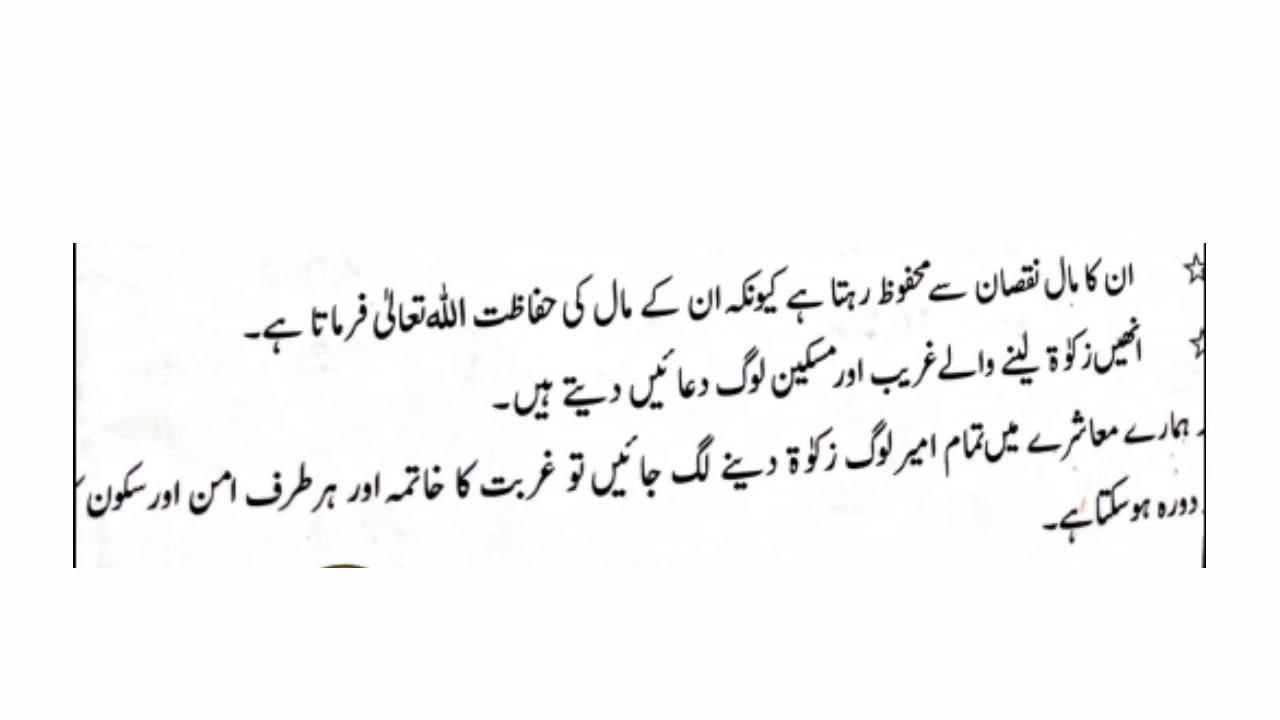 ☆ ان کا مال نقصان سے محفوظ رہتا ہے کیونکہ ان کے مال کی حفاظت اللہ تعالیٰ فرماتا ہے۔
☆ انھیں زکوٰۃ لینے والے غریب اور مسکین لوگ دعائیں دیتے ہیں۔
ہمارے معاشرے میں تمام امیر لوگ زکوٰۃ دینے لگ جائیں تو غربت کا خاتمہ اور ہر طرف امن اور سکون
دورہ ہوسکتا ہے۔